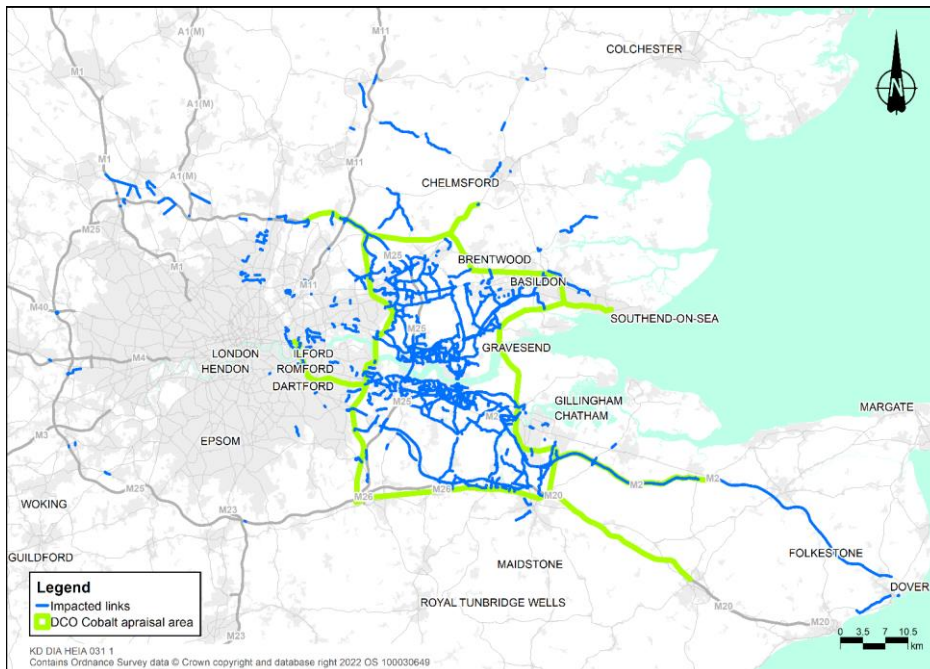 COLCHESTER
A1(M)
M11
M1
A1(M)
M11
M1
A1(M)
CHELMSFORD
M25
M25
BRENTWOOD
M1
M11
BASILDON
M40
M25
SOUTHEND-ON-SEA
M4
LONDON
ILFORD
GRAVESEND
HENDON
ROMFORD
DARTFORD
M25
GILLINGHAM
CHATHAM
MARGATE
M3
EPSOM
M2
M25
M26
M26
M20
M2
M2
WOKING
M23
GUILDFORD
MAIDSTONE
FOLKESTONE
DOVER
ROYAL TUNBRIDGE WELLS
M20
M20
M23
Legend
Impacted links
DCO Cobalt apraisal area
N
0 3.5 7 10.5
km
KD DIA HEIA 031 1
Contains Ordnance Survey data © Crown copyright and database right 2022 OS 100030649